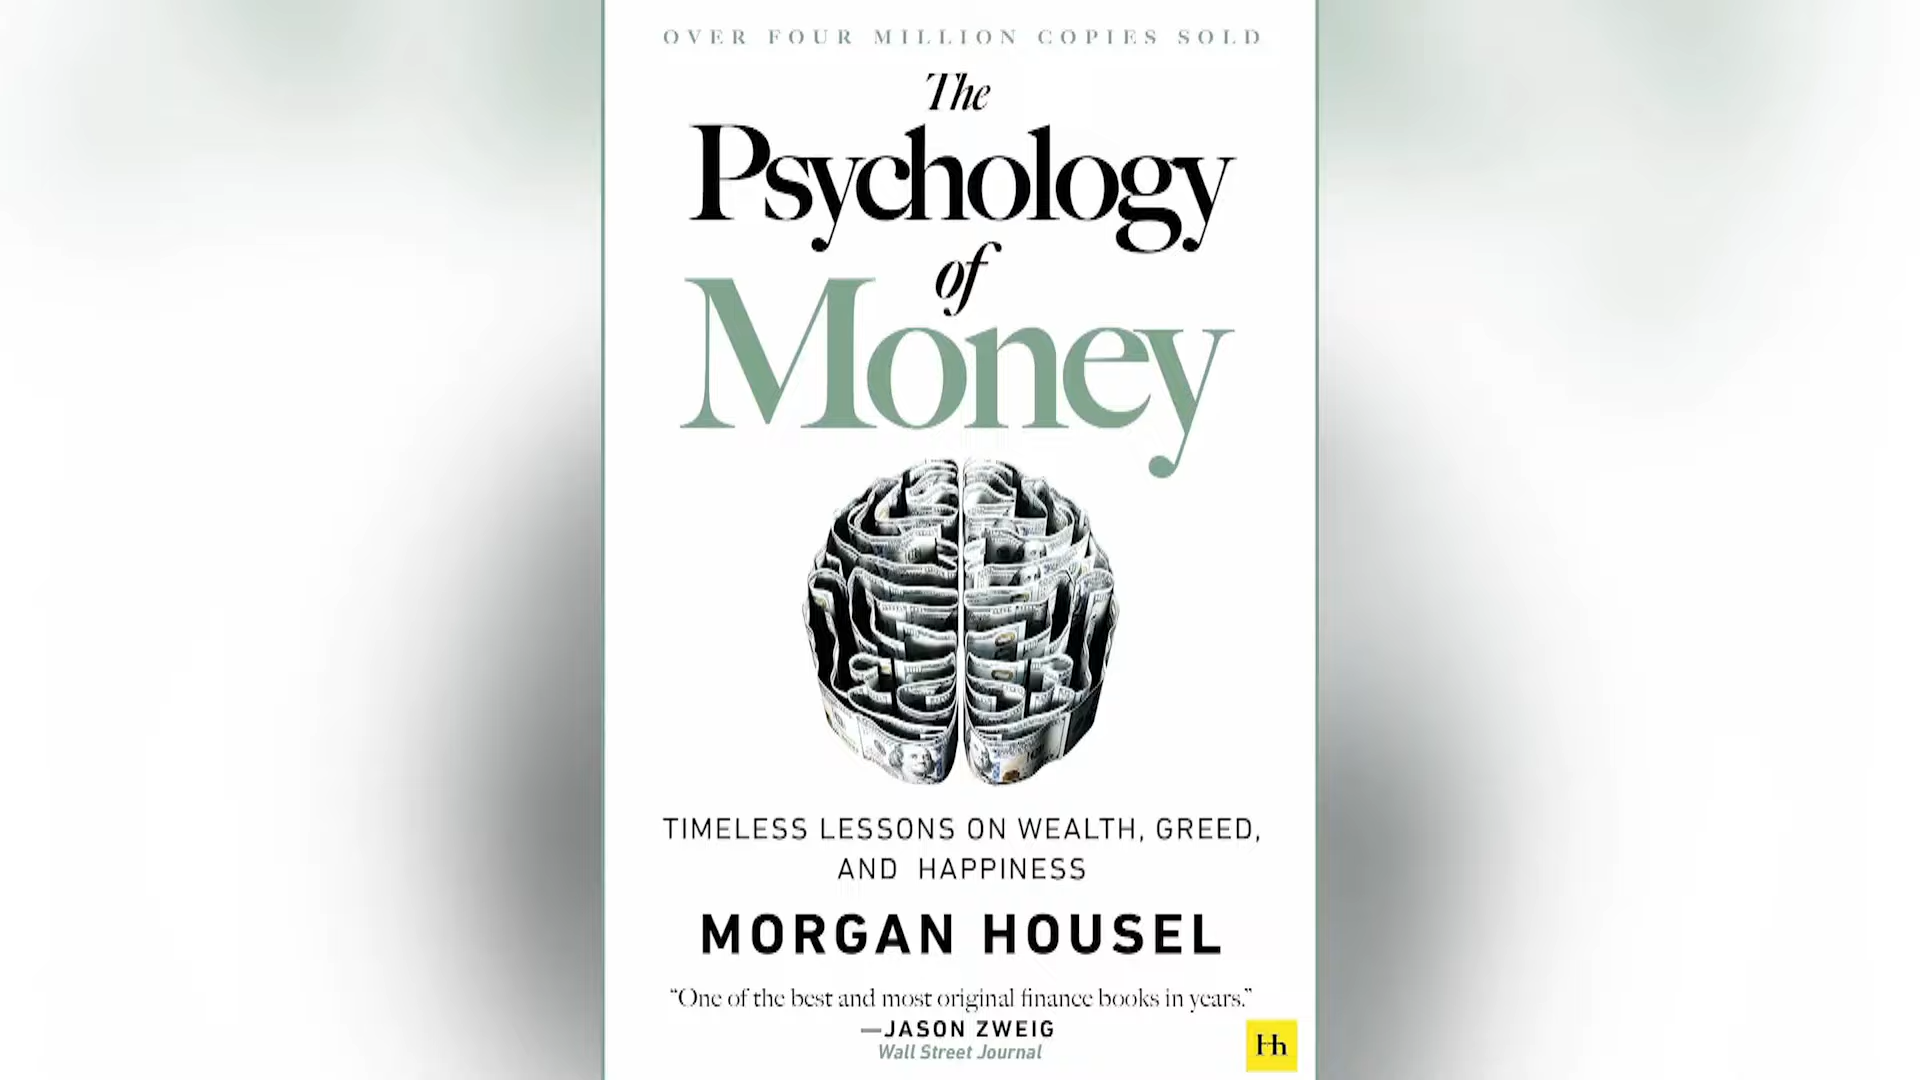 OVER FOUR MILLION COPIES SOLD
The
Psychology
of
Money
TIMELESS LESSONS ON WEALTH, GREED,
AND HAPPINESS
MORGAN HOUSEL
“One of the best and most original finance books in years.”
—JASON ZWEIG
Wall Street Journal
Hh